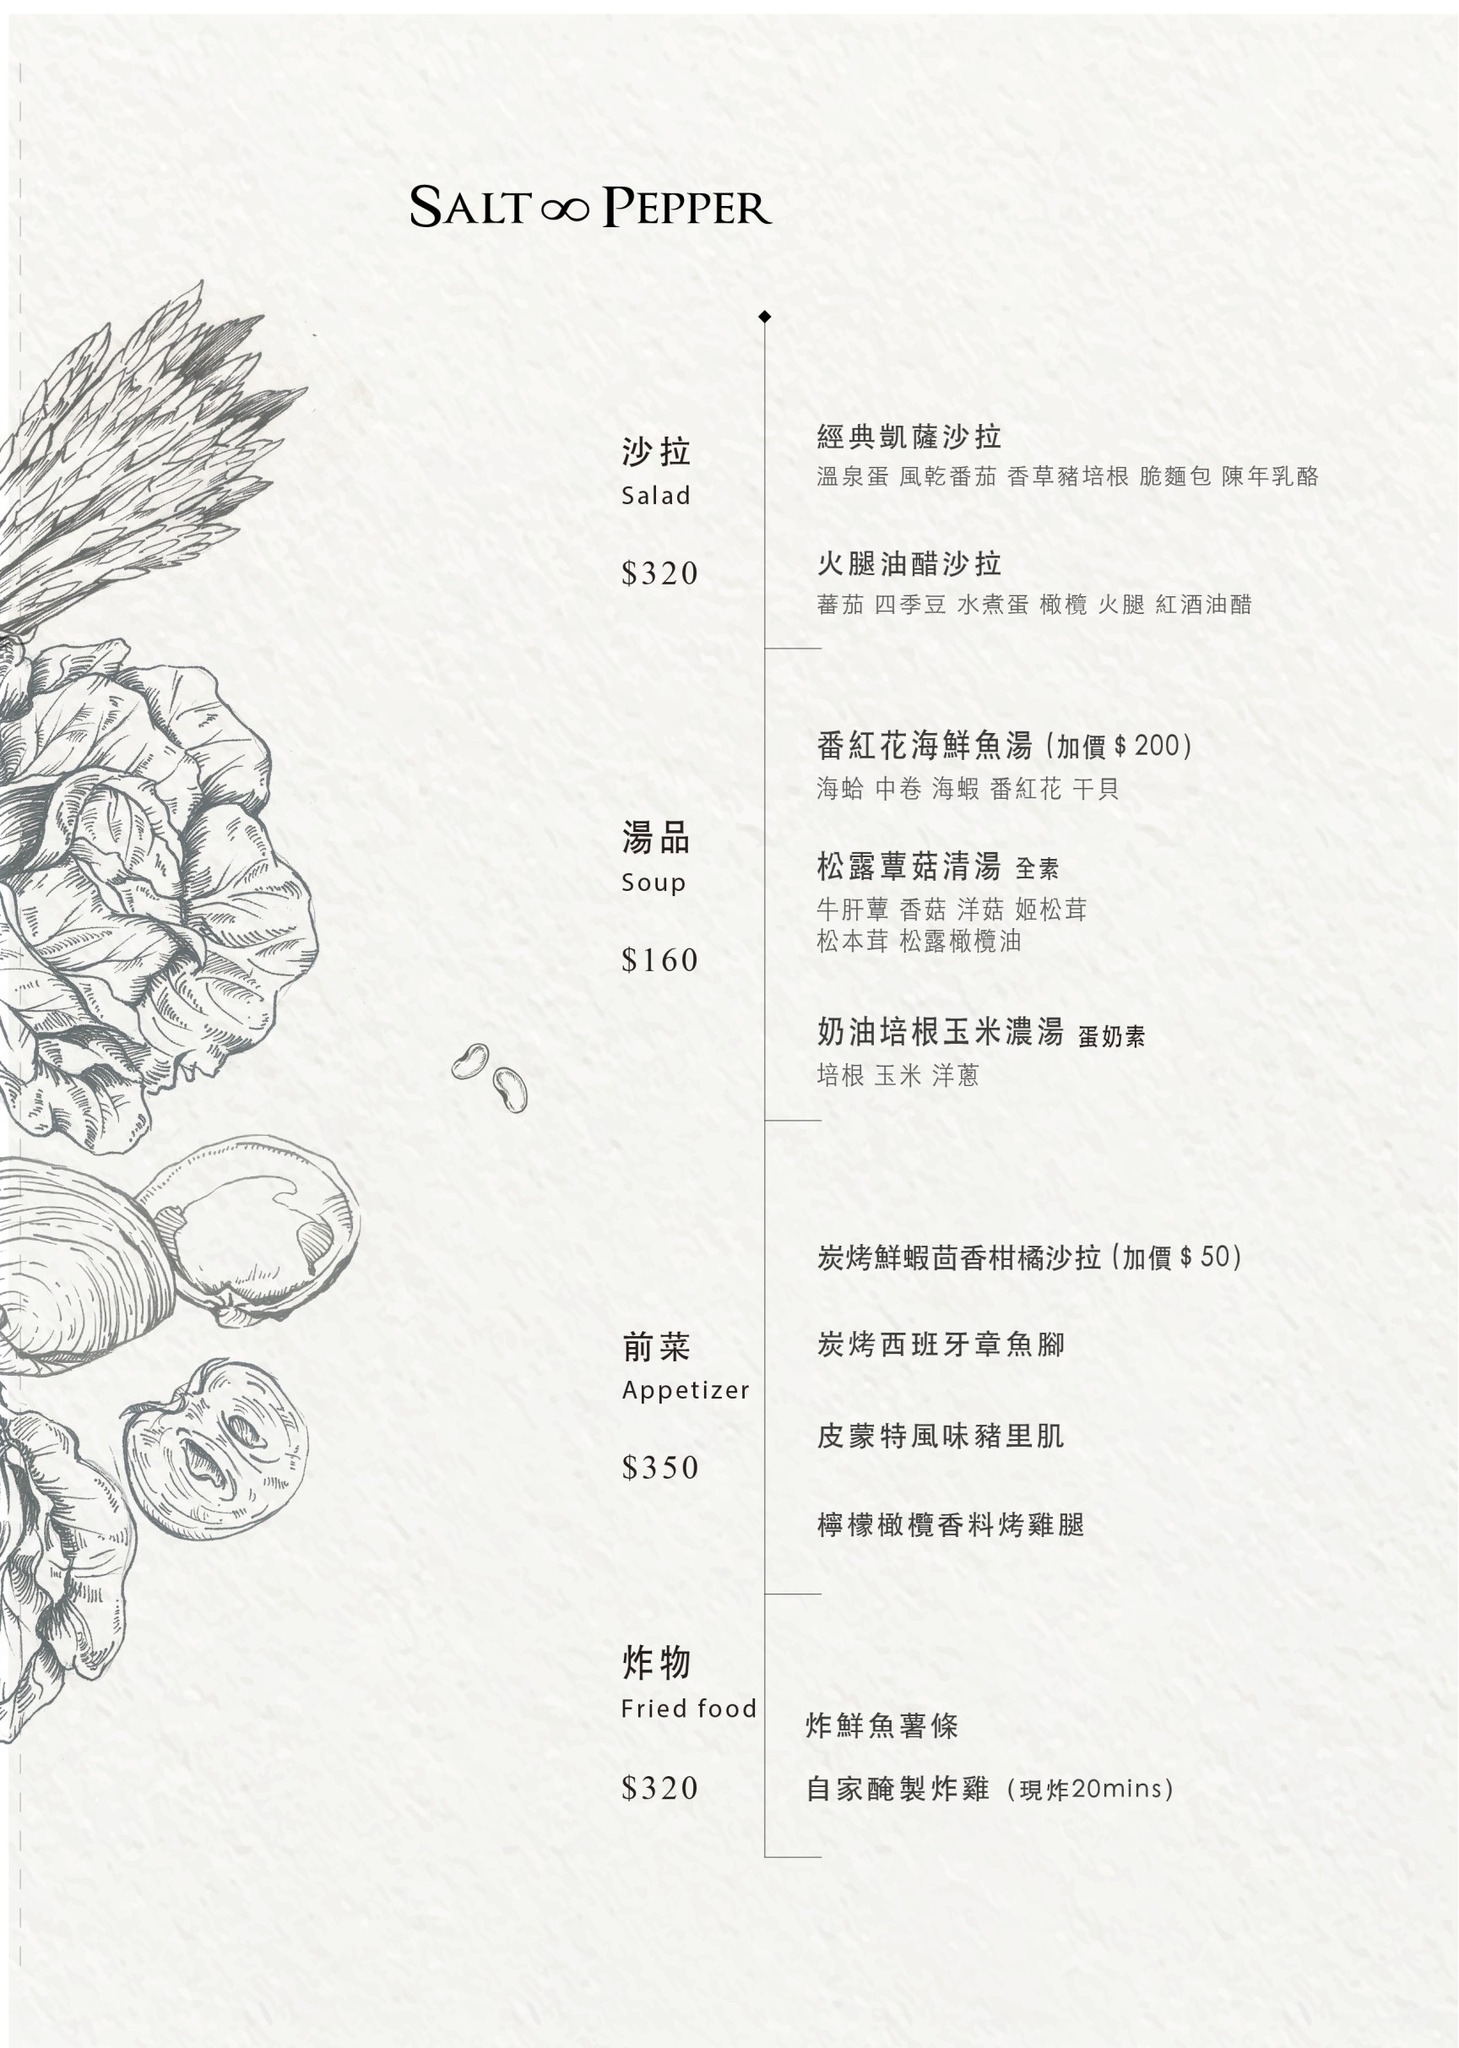 SALT ∞ PEPPER
沙拉
Salad
$320
經典凱薩沙拉
溫泉蛋 風乾番茄 香草豬培根 脆麵包 陳年乳酪
火腿油醋沙拉
蕃茄 四季豆 水煮蛋 橄欖 火腿 紅酒油醋
湯品
Soup
$160
番紅花海鮮魚湯 (加價 $ 200)
海蛤 中卷 海蝦 番紅花 干貝
松露蕈菇清湯 全素
牛肝蕈 香菇 洋菇 姬松茸
松本茸 松露橄欖油
奶油培根玉米濃湯 蛋奶素
培根 玉米 洋蔥
前菜
Appetizer
$350
炭烤鮮蝦茴香柑橘沙拉 (加價 $ 50)
炭烤西班牙章魚腳
皮蒙特風味豬里肌
檸檬橄欖香料烤雞腿
炸物
Fried food
$320
炸鮮魚薯條
自家醃製炸雞 (現炸20mins)